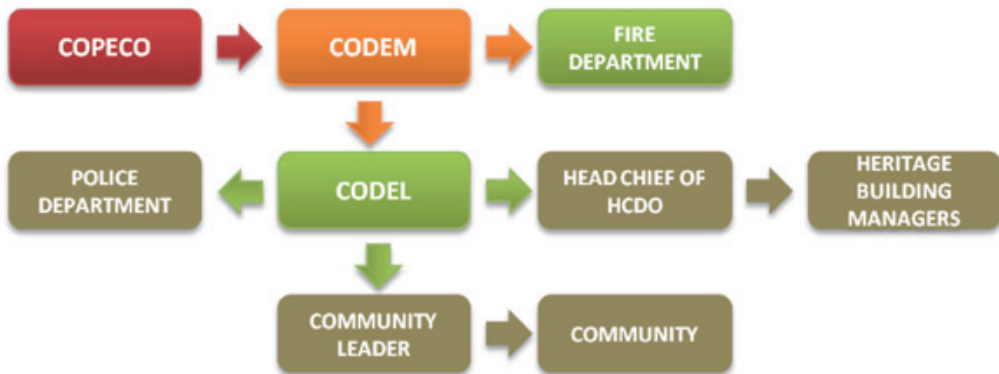 COPECO
CODEM
FIRE
DEPARTMENT
POLICE
DEPARTMENT
CODEL
HEAD CHIEF OF
HCDO
HERITAGE
BUILDING
MANAGERS
COMMUNITY
LEADER
COMMUNITY